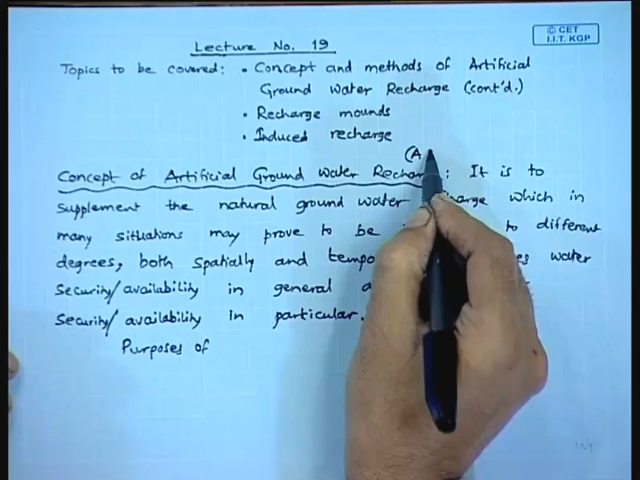 © CET
I.I.T. KGP
Lecture No. 19
Topics to be covered: • Concept and methods of Artificial
Ground Water Recharge (cont'd.)
• Recharge mounds
• Induced recharge
(A
Concept of Artificial Ground Water : It is to
supplement the natural ground water which in
many situations may prove to be to different
degrees, both spatially and water
security/availability in general
security/availability in particular.
Purposes of